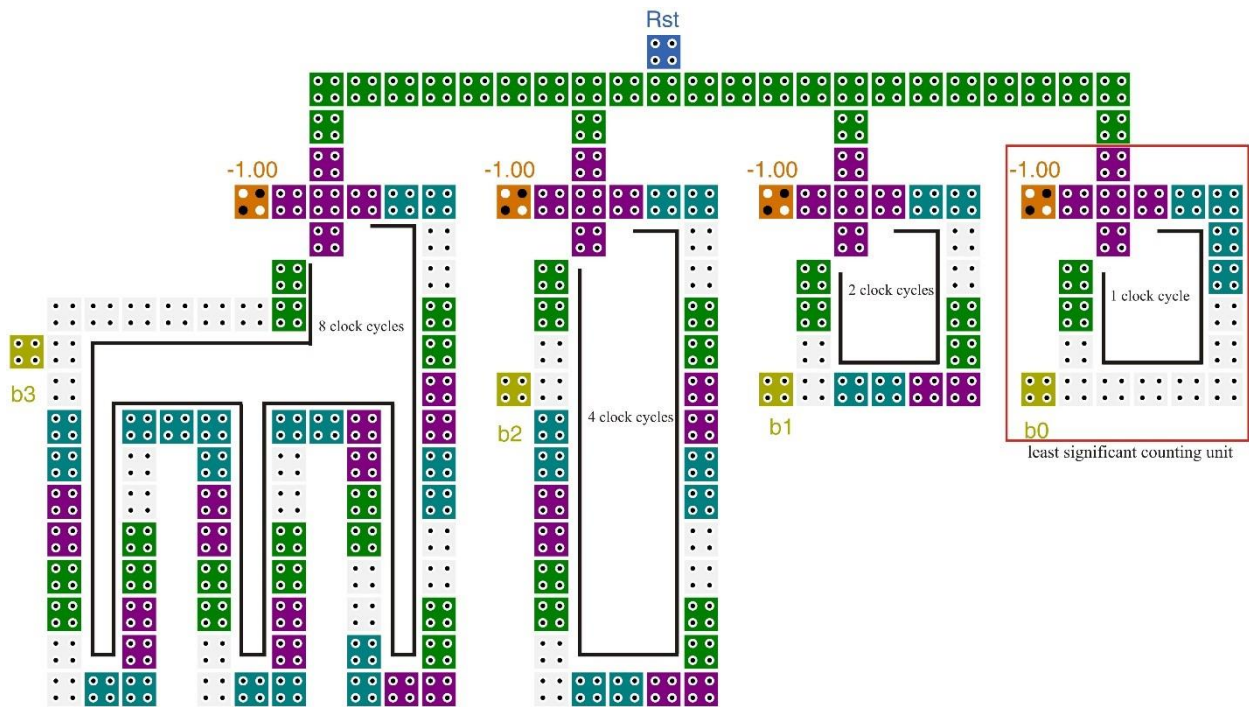 Rst
-1.00
-1.00
-1.00
-1.00
8 clock cycles
2 clock cycles
1 clock cycle
b3
b2
4 clock cycles
b1
b0
least significant counting unit